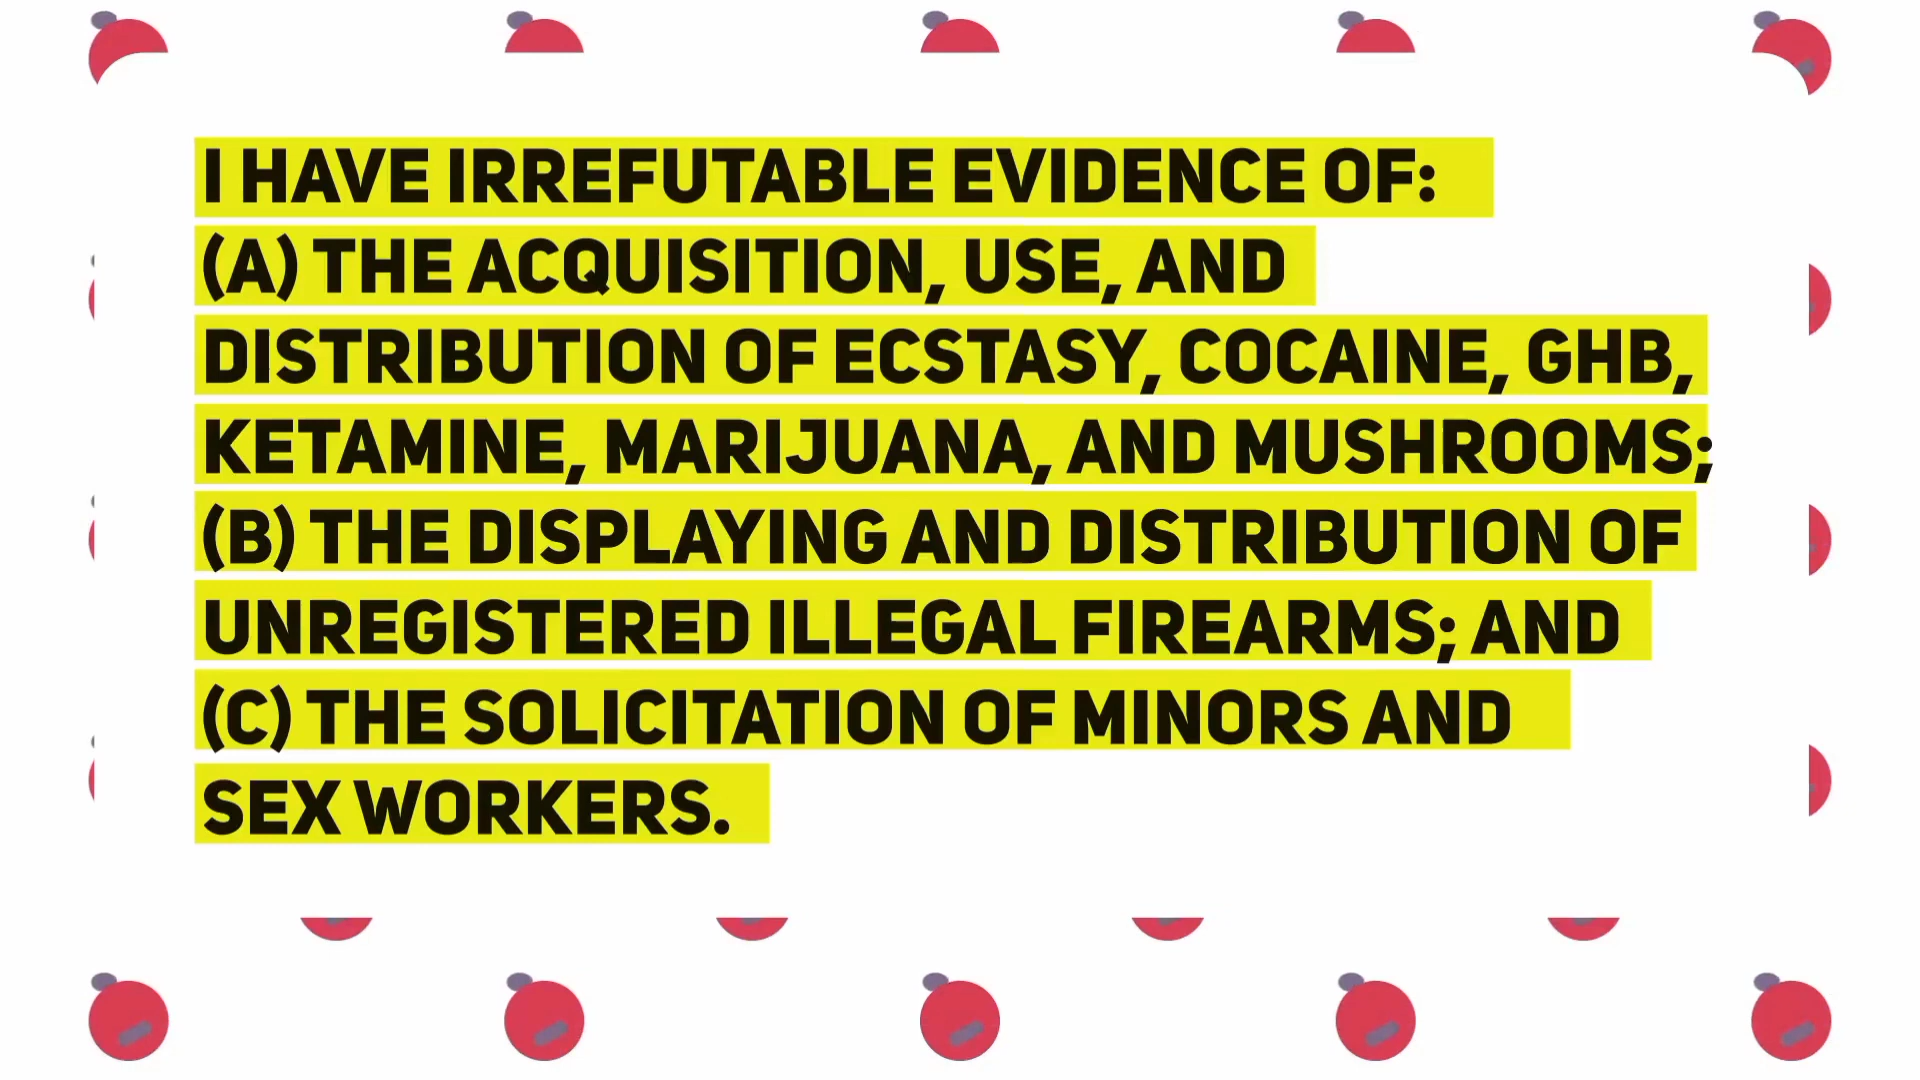 I HAVE IRREFUTABLE EVIDENCE OF:
(A) THE ACQUISITION, USE, AND
DISTRIBUTION OF ECSTASY, COCAINE, GHB,
KETAMINE, MARIJUANA, AND MUSHROOMS;
(B) THE DISPLAYING AND DISTRIBUTION OF
UNREGISTERED ILLEGAL FIREARMS; AND
(C) THE SOLICITATION OF MINORS AND
SEX WORKERS.